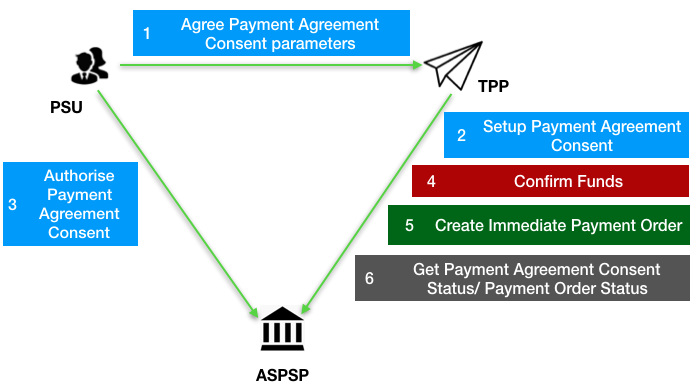 1 Agree Payment Agreement
Consent parameters
PSU
TPP
2 Setup Payment Agreement
Consent
3 Authorise
Payment
Agreement
Consent
4 Confirm Funds
5 Create Immediate Payment Order
6 Get Payment Agreement Consent
Status/ Payment Order Status
ASPSP